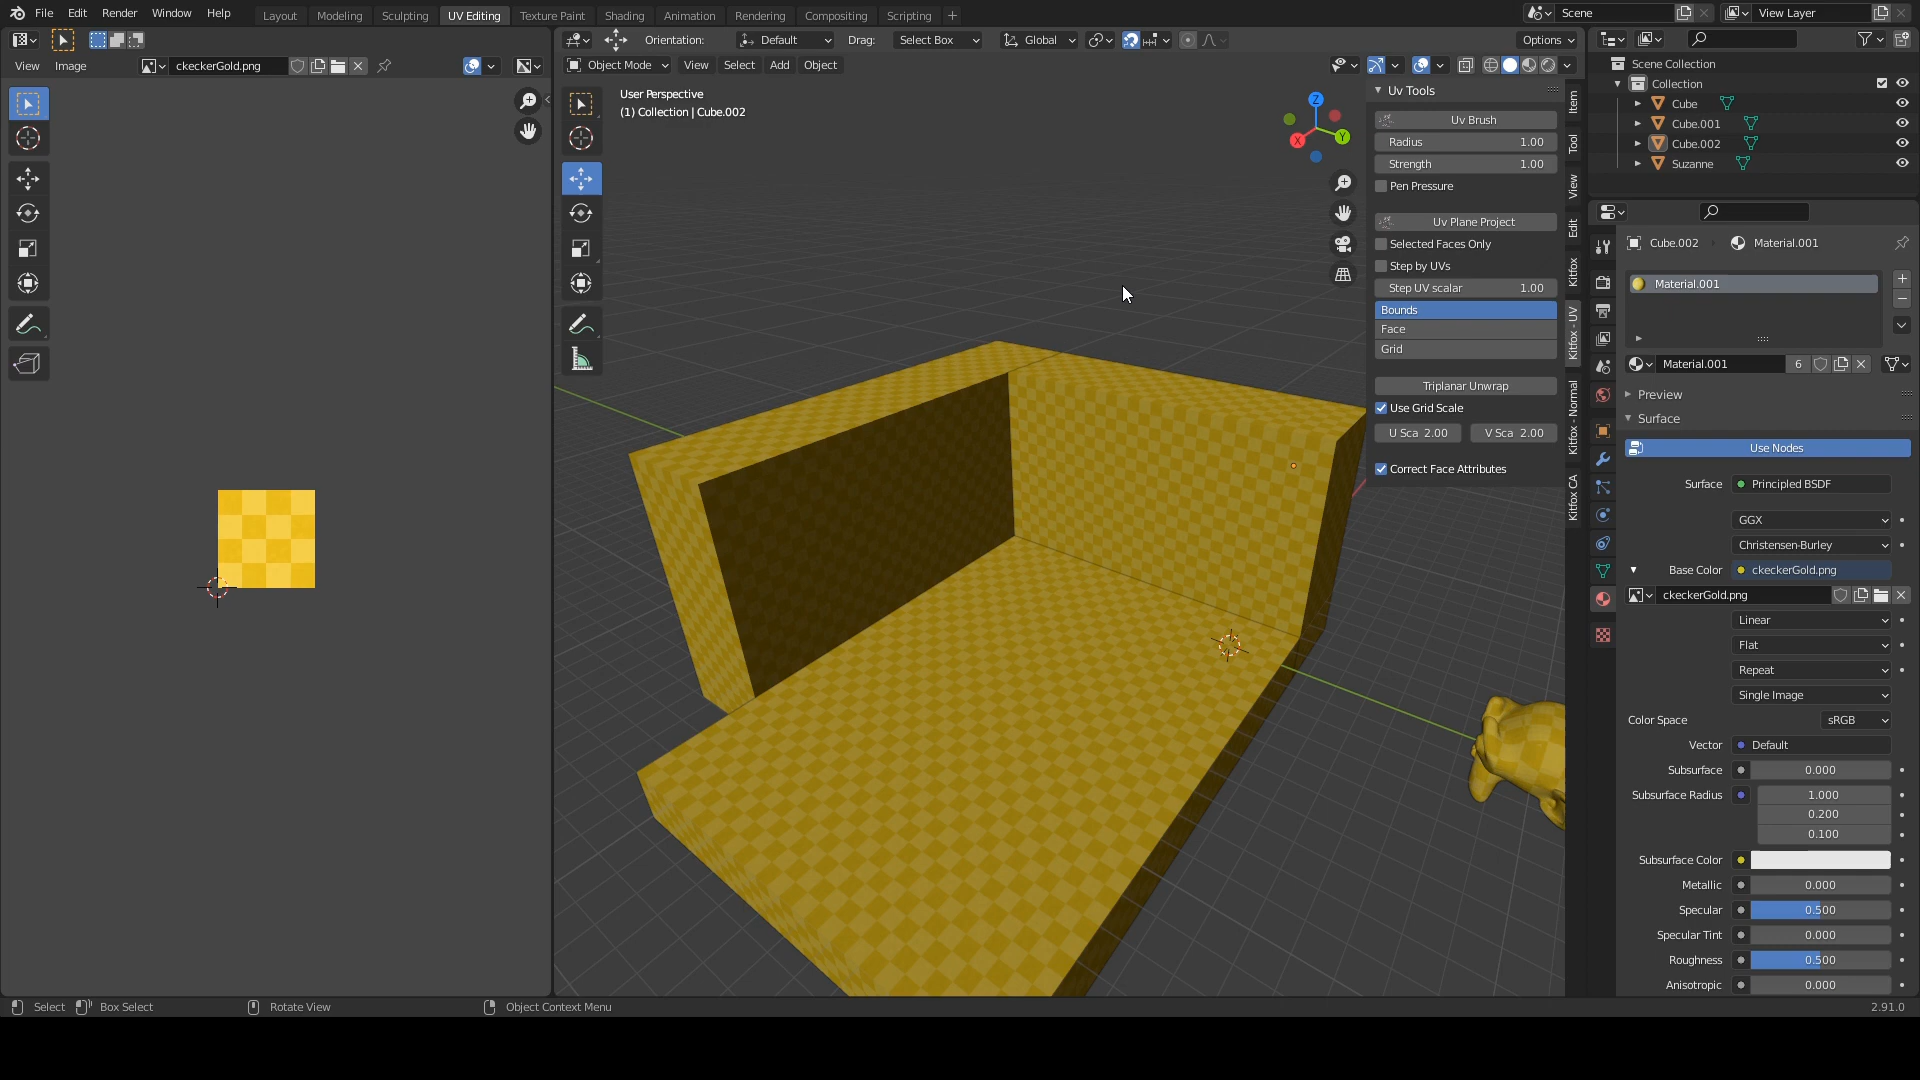 File Edit Render Window Help Layout Modeling Sculpting UV Editing Texture Paint Shading Animation Rendering Compositing Scripting + Scene View Layer
Orientation: Default Drag: Select Box Global Options
View Image ckeckerGold.png
Object Mode View Select Add Object
User Perspective
(1) Collection | Cube.002
Z
Y
X
Uv Tools
Uv Brush
Radius 1.00
Strength 1.00
Pen Pressure
Uv Plane Project
Selected Faces Only
Step by UVs
Step UV scalar 1.00
Bounds
Face
Grid
Triplanar Unwrap
Use Grid Scale
U Sca 2.00 V Sca 2.00
Correct Face Attributes
Item
Tool
View
Edit
Kitfox
Kitfox - UV
Kitfox - Normal
Kitfox CA
Scene Collection
Collection
Cube
Cube.001
Cube.002
Suzanne
Cube.002 Material.001
Material.001
Material.001 6
Preview
Surface
Use Nodes
Surface Principled BSDF
GGX
Christensen-Burley
Base Color ckeckerGold.png
ckeckerGold.png
Linear
Flat
Repeat
Single Image
Color Space sRGB
Vector Default
Subsurface 0.000
Subsurface Radius 1.000
0.200
0.100
Subsurface Color
Metallic 0.000
Specular 0.500
Specular Tint 0.000
Roughness 0.500
Anisotropic 0.000
Select Box Select Rotate View Object Context Menu 2.91.0